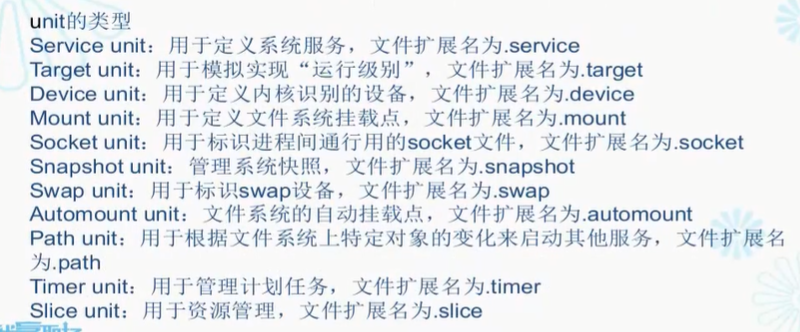 unit的类型
Service unit：用于定义系统服务，文件扩展名为.service
Target unit：用于模拟实现“运行级别”，文件扩展名为.target
Device unit：用于定义内核识别的设备，文件扩展名为.device
Mount unit：用于定义文件系统挂载点，文件扩展名为.mount
Socket unit：用于标识进程间通行用的socket文件，文件扩展名为.socket
Snapshot unit：管理系统快照，文件扩展名为.snapshot
Swap unit：用于标识swap设备，文件扩展名为.swap
Automount unit：文件系统的自动挂载点，文件扩展名为.automount
Path unit：用于根据文件系统上特定对象的变化来启动其他服务，文件扩展名
为.path
Timer unit：用于管理计划任务，文件扩展名为.timer
Slice unit：用于资源管理，文件扩展名为.slice